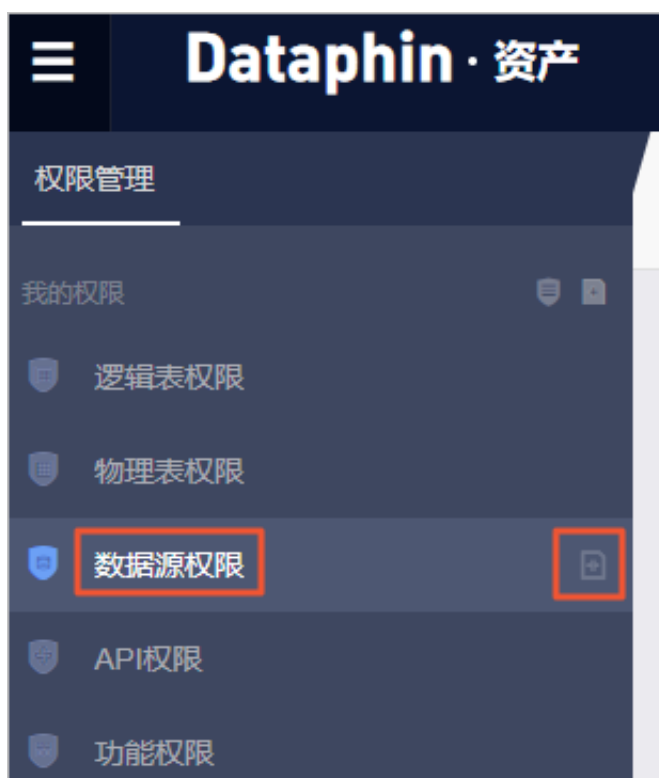 Dataphin · 资产
权限管理
我的权限
逻辑表权限
物理表权限
数据源权限
API权限
功能权限